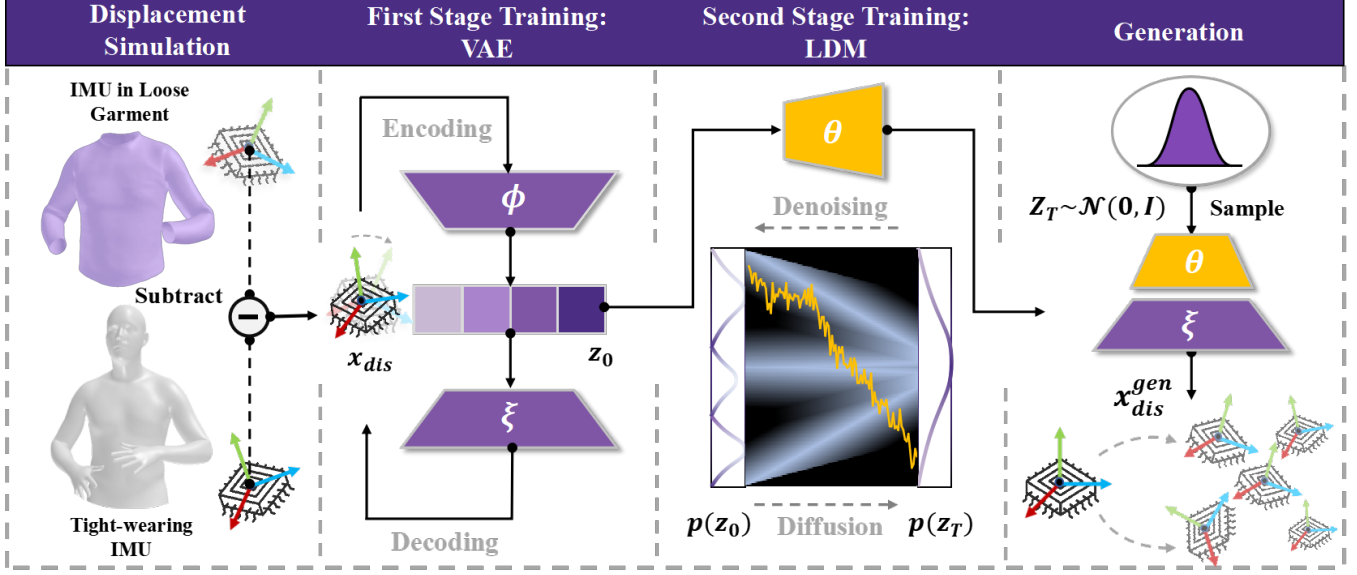 Displacement
Simulation
First Stage Training:
VAE
Second Stage Training:
LDM
Generation
IMU in Loose
Garment
Subtract
Tight-wearing
IMU
Encoding
ϕ
x_dis
z_0
ξ
Decoding
θ
Denoising
p(z_0)
Diffusion
p(z_T)
Z_T~𝒩(0, I)
Sample
θ
ξ
x_dis^gen